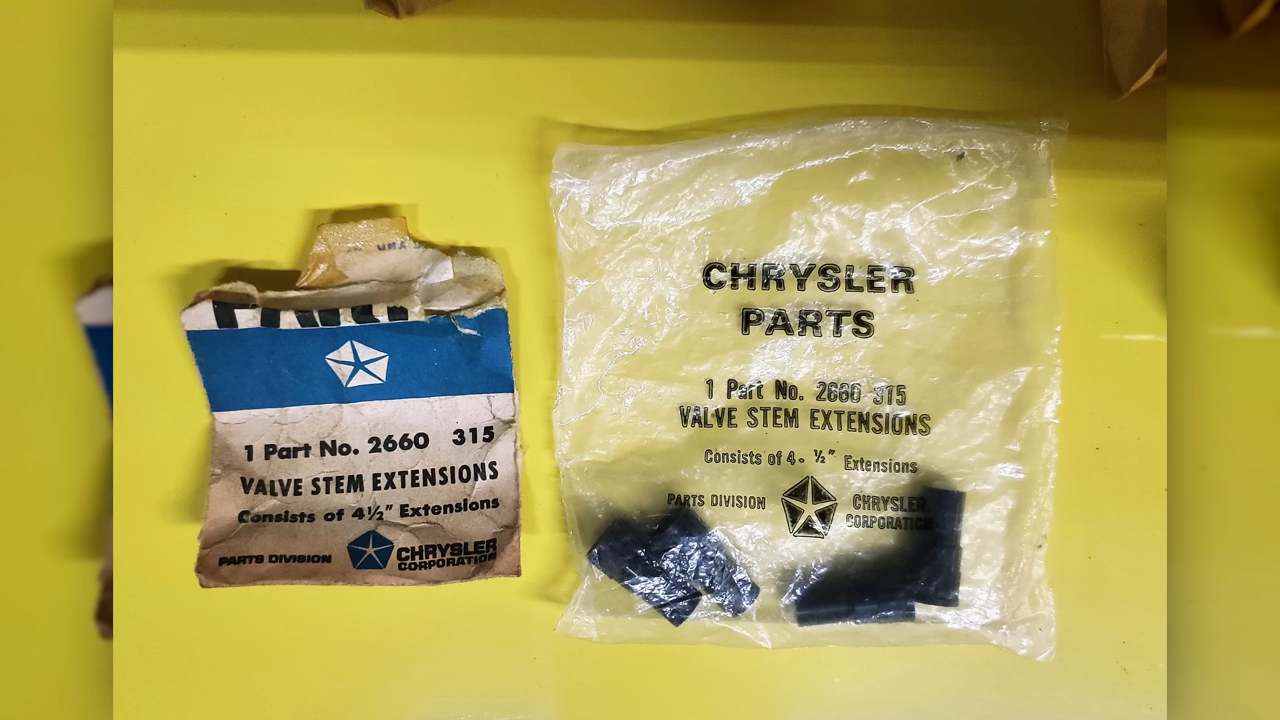 1 Part No. 2660 315
VALVE STEM EXTENSIONS
Consists of 4½" Extensions
PARTS DIVISION
CHRYSLER
CORPORATION
CHRYSLER
PARTS
1 Part No. 2660 315
VALVE STEM EXTENSIONS
Consists of 4- ½" Extensions
PARTS DIVISION
CHRYSLER
CORPORATION